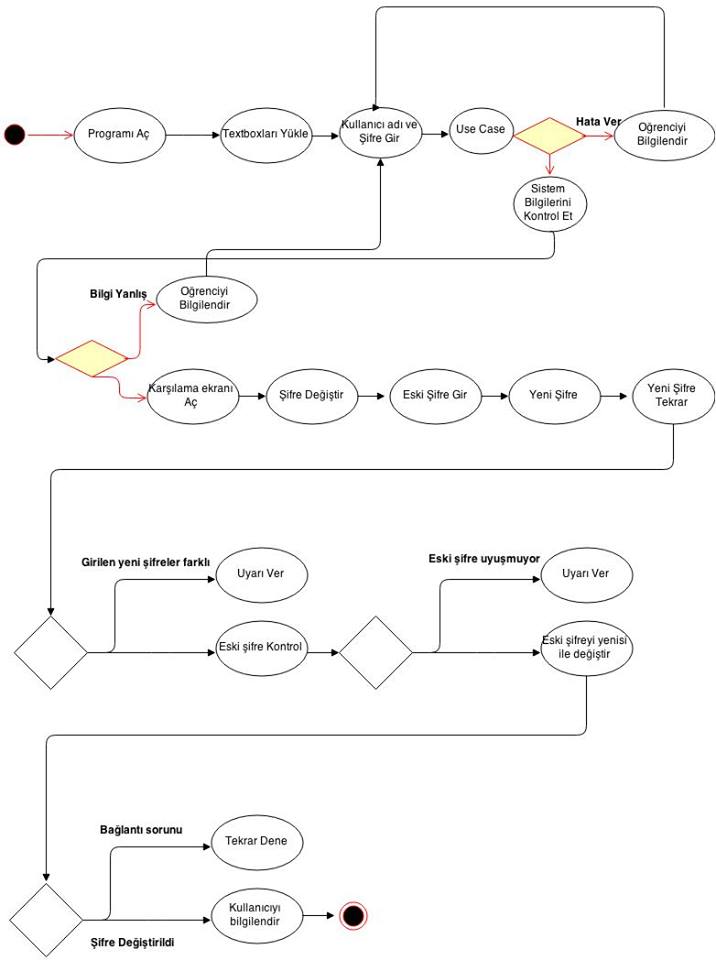 Programı Aç
Textboxları Yükle
Kullanıcı adı ve
Şifre Gir
Use Case
Hata Ver
Oğrenciyi
Bilgilendir
Sistem
Bilgilerini
Kontrol Et
Bilgi Yanlış
Oğrenciyi
Bilgilendir
Karşılama ekranı
Aç
Şifre Değiştir
Eski Şifre Gir
Yeni Şifre
Yeni Şifre
Tekrar
Girilen yeni şifreler farklı
Uyarı Ver
Eski şifre uyuşmuyor
Uyarı Ver
Eski şifre Kontrol
Eski şifreyi yenisi
ile değiştir
Bağlantı sorunu
Tekrar Dene
Kullanıcıyı
bilgilendir
Şifre Değiştirildi